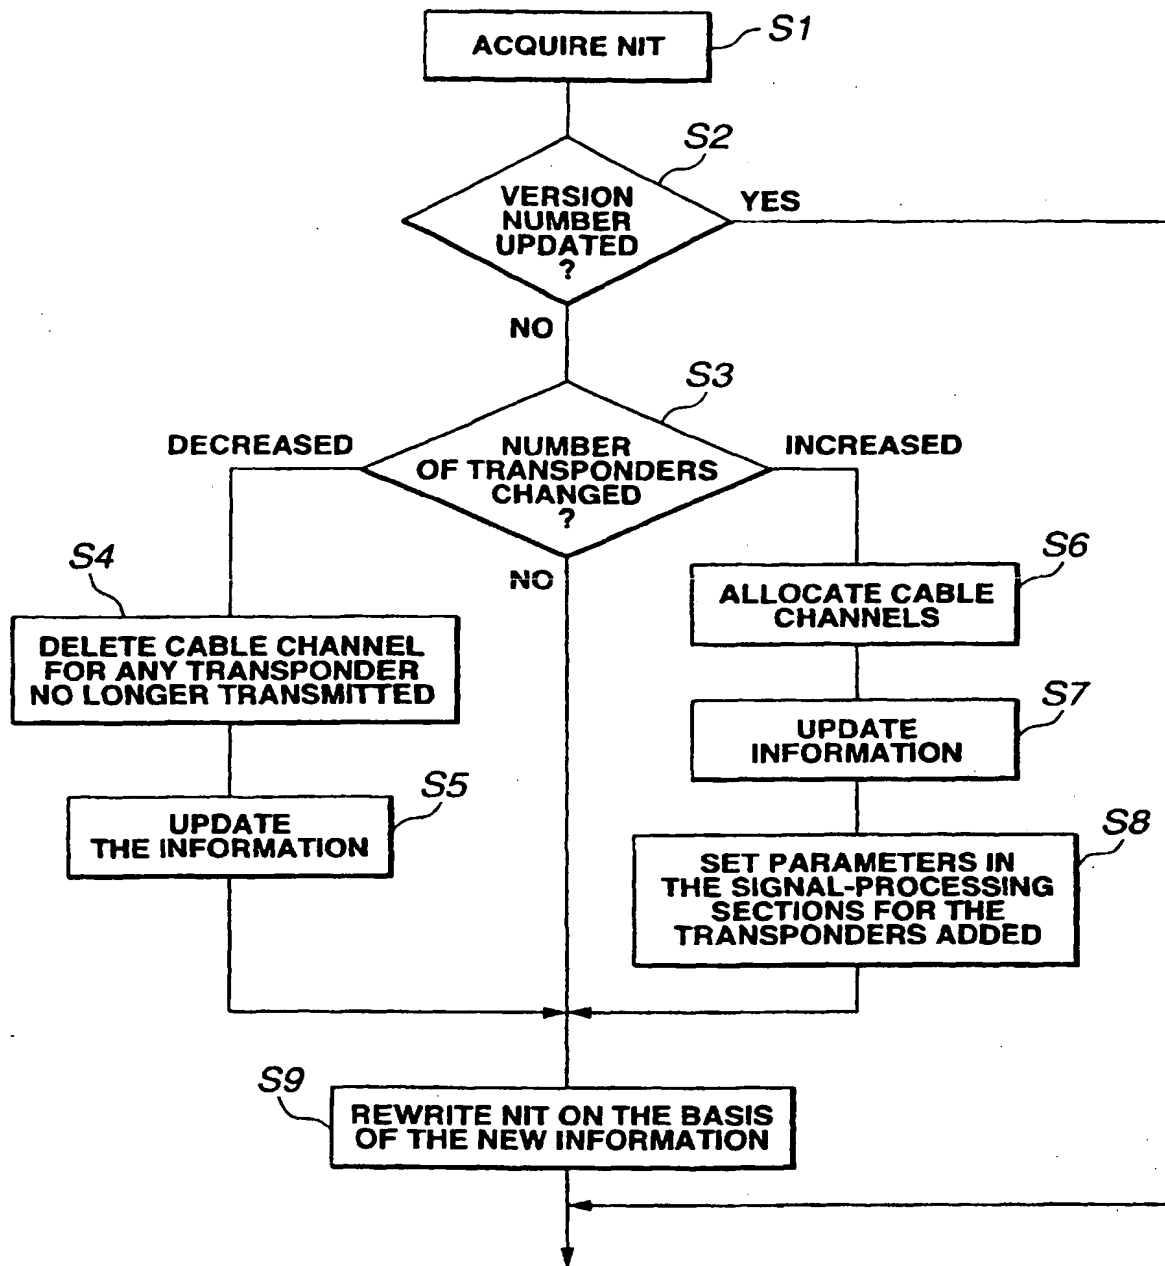 ACQUIRE NIT
S1
S2
VERSION
NUMBER
UPDATED
?
YES
NO
S3
DECREASED
NUMBER
OF TRANSPONDERS
CHANGED
?
INCREASED
NO
S4
DELETE CABLE CHANNEL
FOR ANY TRANSPONDER
NO LONGER TRANSMITTED
S5
UPDATE
THE INFORMATION
S6
ALLOCATE CABLE
CHANNELS
S7
UPDATE
INFORMATION
S8
SET PARAMETERS IN
THE SIGNAL-PROCESSING
SECTIONS FOR THE
TRANSPONDERS ADDED
S9
REWRITE NIT ON THE BASIS
OF THE NEW INFORMATION